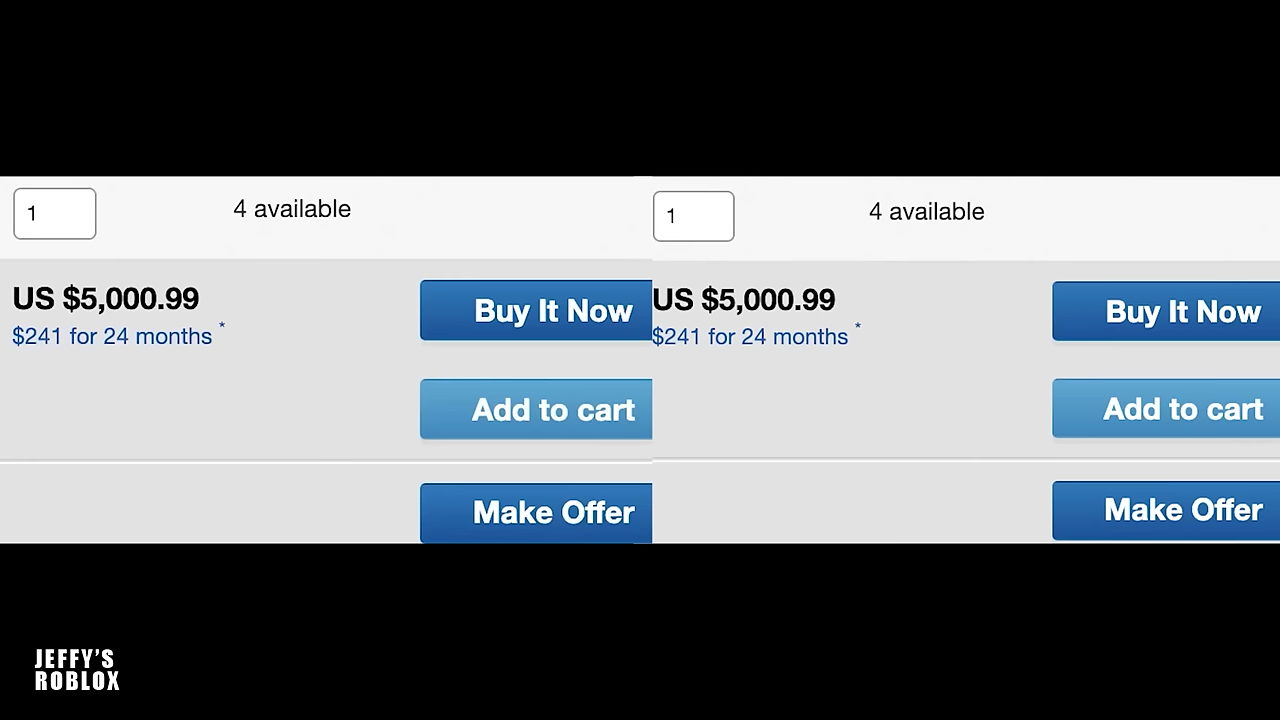 1
4 available
US $5,000.99
$241 for 24 months *
Buy It Now
Add to cart
Make Offer
1
4 available
US $5,000.99
$241 for 24 months *
Buy It Now
Add to cart
Make Offer
JEFFY'S
ROBLOX